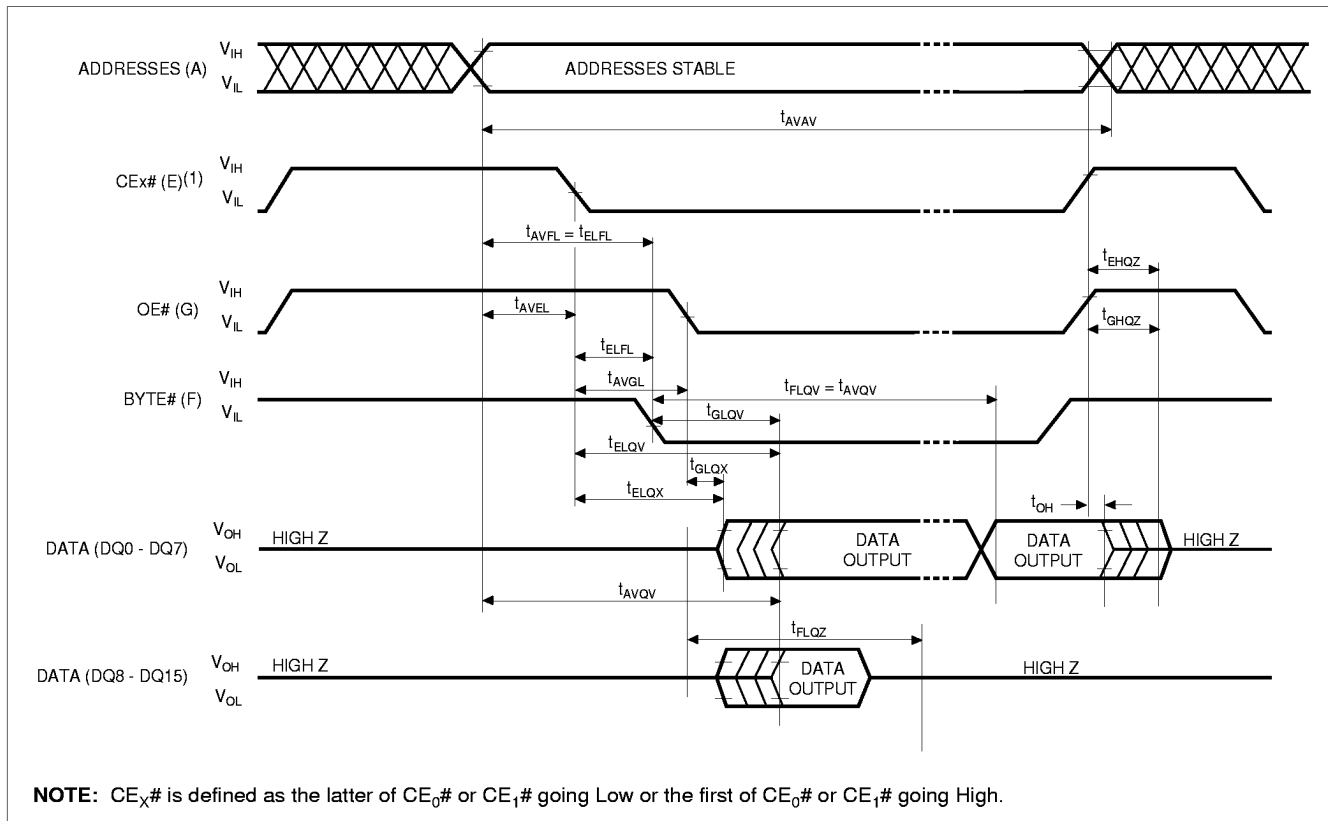 V_IH
ADDRESSES (A)
V_IL
ADDRESSES STABLE
t_AVAV
V_IH
CEx# (E)(1)
V_IL
t_AVFL = t_ELFL
t_EHQZ
V_IH
OE# (G)
V_IL
t_AVEL
t_GHQZ
t_ELFL
V_IH
t_AVGL
t_FLQV = t_AVQV
BYTE# (F)
V_IL
t_GLQV
t_ELQV
t_GLQX
t_ELQX
t_OH
V_OH
DATA (DQ0 - DQ7)
V_OL
HIGH Z
DATA
OUTPUT
DATA
OUTPUT
HIGH Z
t_AVQV
t_FLQZ
V_OH
DATA (DQ8 - DQ15)
V_OL
HIGH Z
DATA
OUTPUT
HIGH Z
NOTE: CE_X# is defined as the latter of CE_0# or CE_1# going Low or the first of CE_0# or CE_1# going High.